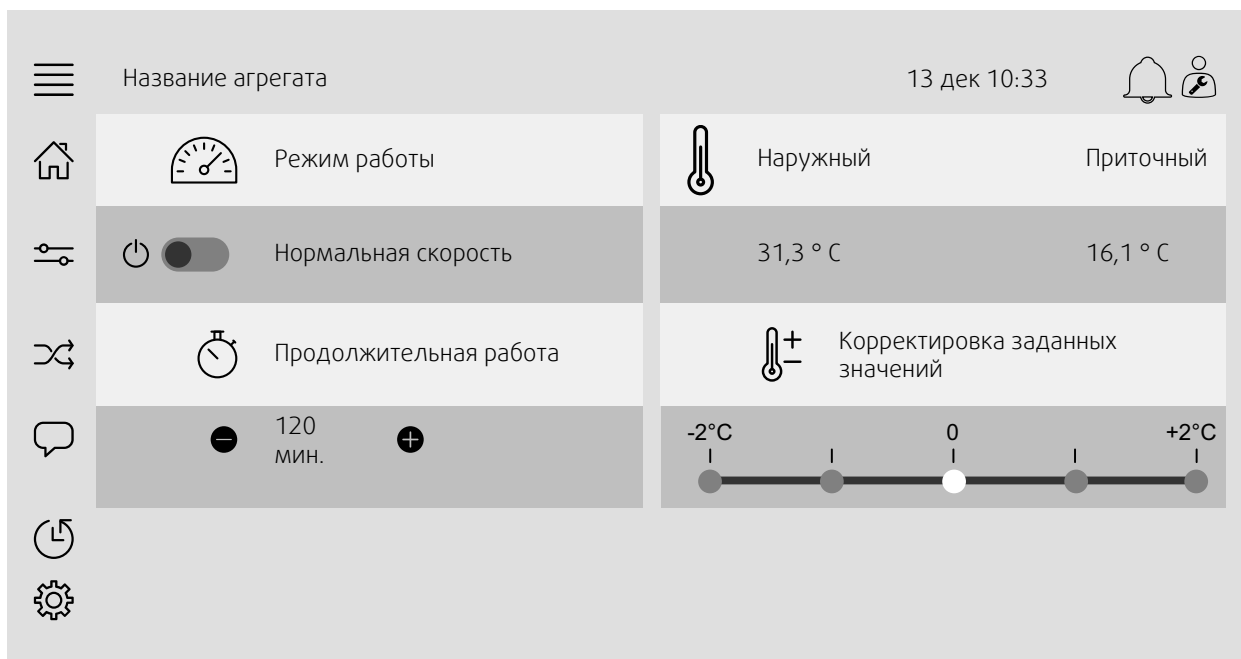 Название агрегата
13 дек 10:33
Режим работы
Наружный
Приточный
Нормальная скорость
31,3 ° C
16,1 ° C
Продолжительная работа
Корректировка заданных
значений
120
мин.
-2°C
0
+2°C